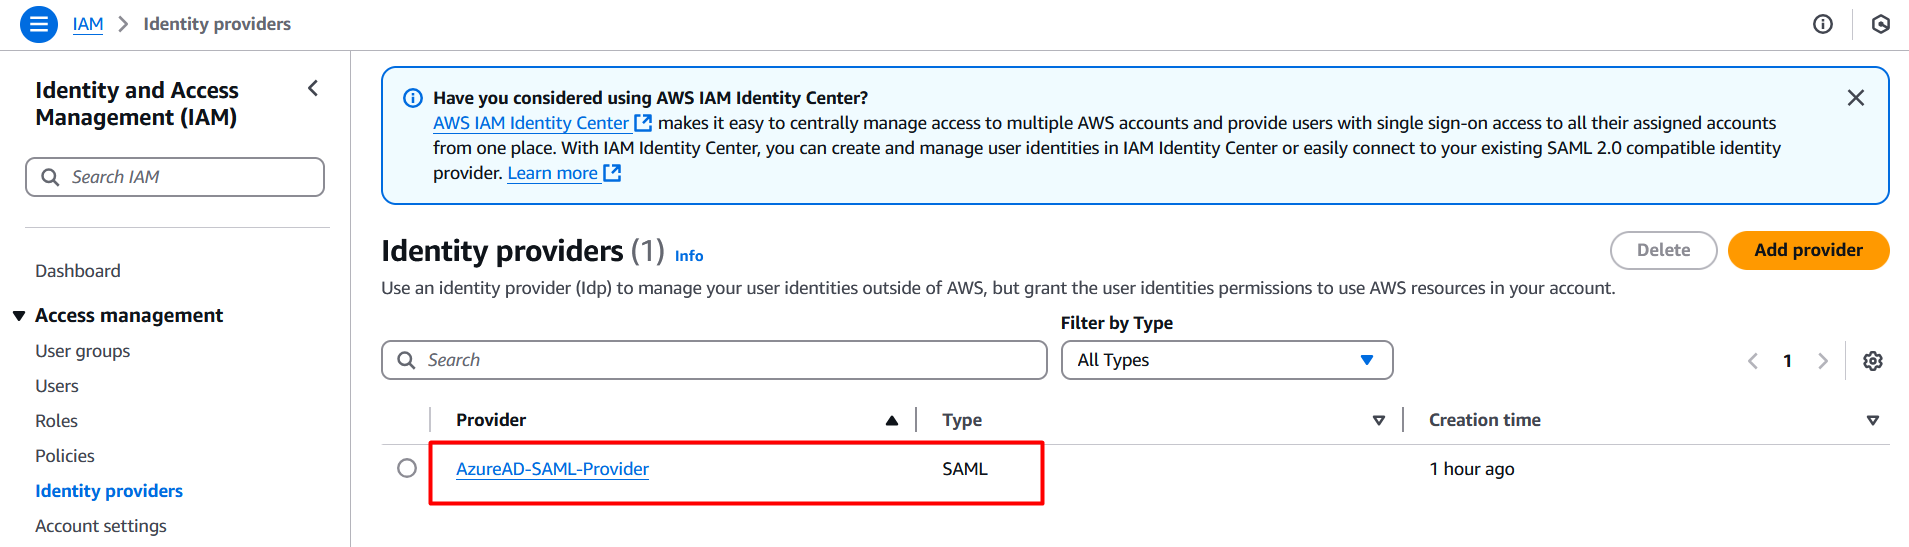 IAM > Identity providers
Identity and Access
Management (IAM)
Search IAM
Dashboard
Access management
User groups
Users
Roles
Policies
Identity providers
Account settings
Have you considered using AWS IAM Identity Center?
AWS IAM Identity Center makes it easy to centrally manage access to multiple AWS accounts and provide users with single sign-on access to all their assigned accounts
from one place. With IAM Identity Center, you can create and manage user identities in IAM Identity Center or easily connect to your existing SAML 2.0 compatible identity
provider. Learn more
Identity providers (1) Info
Delete
Add provider
Use an identity provider (Idp) to manage your user identities outside of AWS, but grant the user identities permissions to use AWS resources in your account.
Filter by Type
Search
All Types
1
Provider Type Creation time
AzureAD-SAML-Provider SAML 1 hour ago